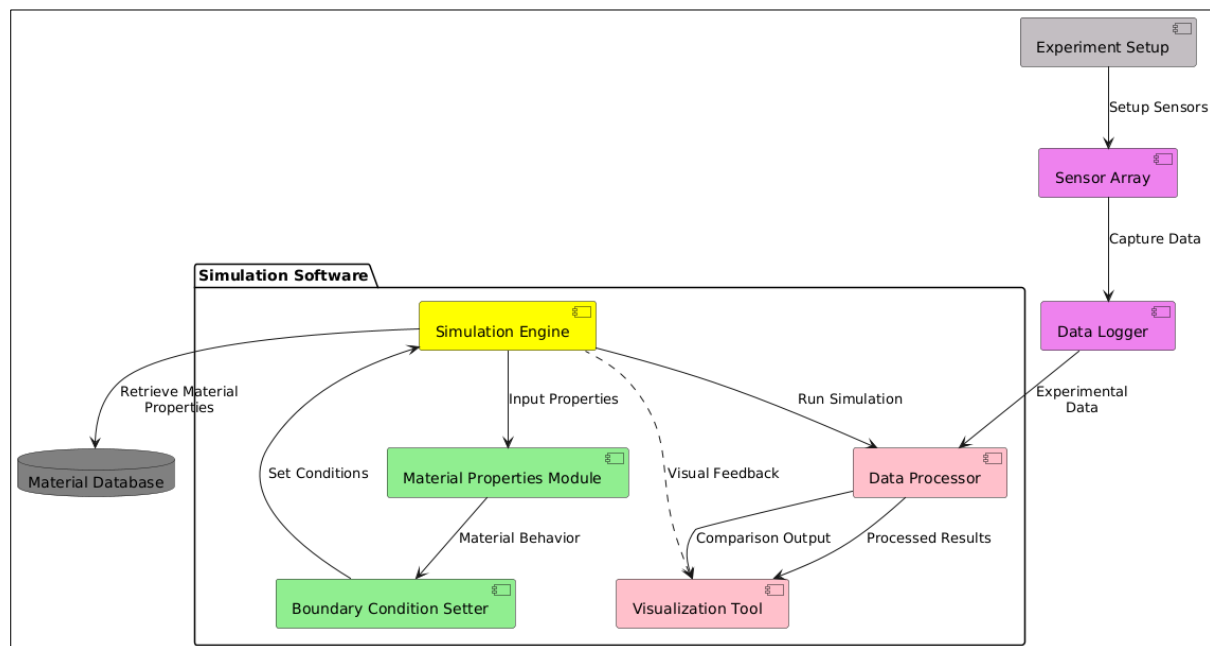 Experiment Setup
Setup Sensors
Sensor Array
Capture Data
Simulation Software
Simulation Engine
Data Logger
Retrieve Material
Properties
Input Properties
Run Simulation
Experimental
Data
Material Database
Set Conditions
Material Properties Module
Visual Feedback
Data Processor
Material Behavior
Comparison Output
Processed Results
Boundary Condition Setter
Visualization Tool